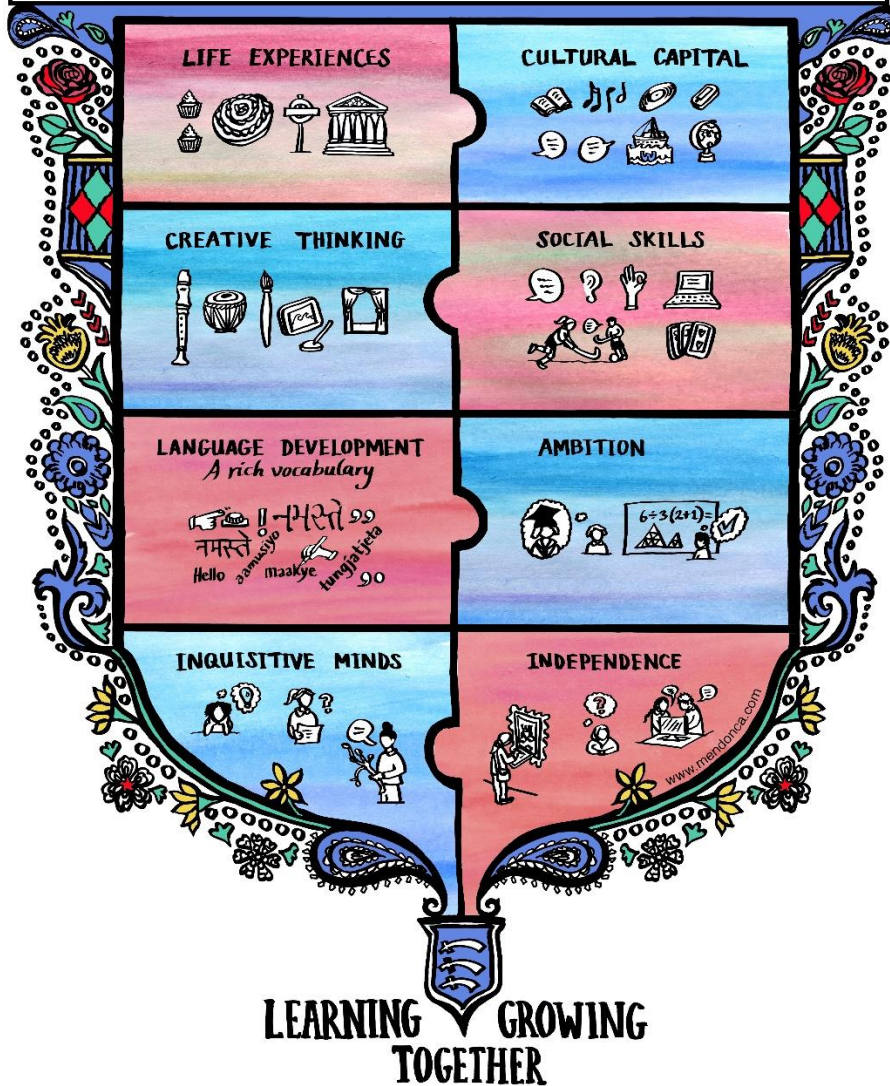 LIFE EXPERIENCES
CULTURAL CAPITAL
CREATIVE THINKING
SOCIAL SKILLS
LANGUAGE DEVELOPMENT
A rich vocabulary
! नमस्ते ,,
नमस्ते
Hello
aamusiyo
maakye
tungjatjeta
AMBITION
6÷3(2+1)=
INQUISITIVE MINDS
?
INDEPENDENCE
?
www.mendonca.com
LEARNING GROWING
TOGETHER